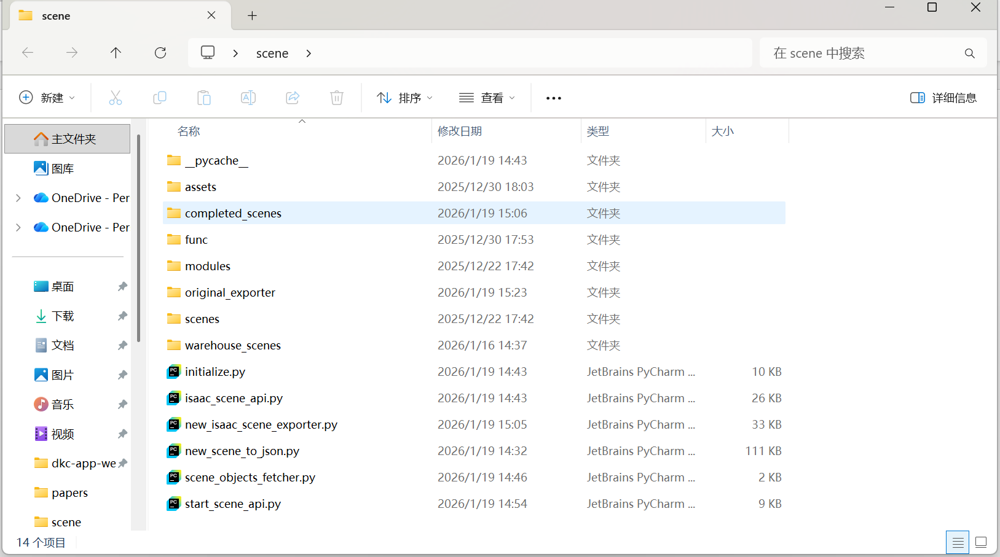 scene
scene
在 scene 中搜索
新建
排序
查看
详细信息
主文件夹
图库
OneDrive - Per
OneDrive - Per
桌面
下载
文档
图片
音乐
视频
dkc-app-we
papers
scene
名称 修改日期 类型 大小
__pycache__ 2026/1/19 14:43 文件夹
assets 2025/12/30 18:03 文件夹
completed_scenes 2026/1/19 15:06 文件夹
func 2025/12/30 17:53 文件夹
modules 2025/12/22 17:42 文件夹
original_exporter 2026/1/19 15:23 文件夹
scenes 2025/12/22 17:42 文件夹
warehouse_scenes 2026/1/16 14:37 文件夹
initialize.py 2026/1/19 14:43 JetBrains PyCharm ... 10 KB
isaac_scene_api.py 2026/1/19 14:43 JetBrains PyCharm ... 26 KB
new_isaac_scene_exporter.py 2026/1/19 15:05 JetBrains PyCharm ... 33 KB
new_scene_to_json.py 2026/1/19 14:32 JetBrains PyCharm ... 111 KB
scene_objects_fetcher.py 2026/1/19 14:46 JetBrains PyCharm ... 2 KB
start_scene_api.py 2026/1/19 14:54 JetBrains PyCharm ... 9 KB
14 个项目